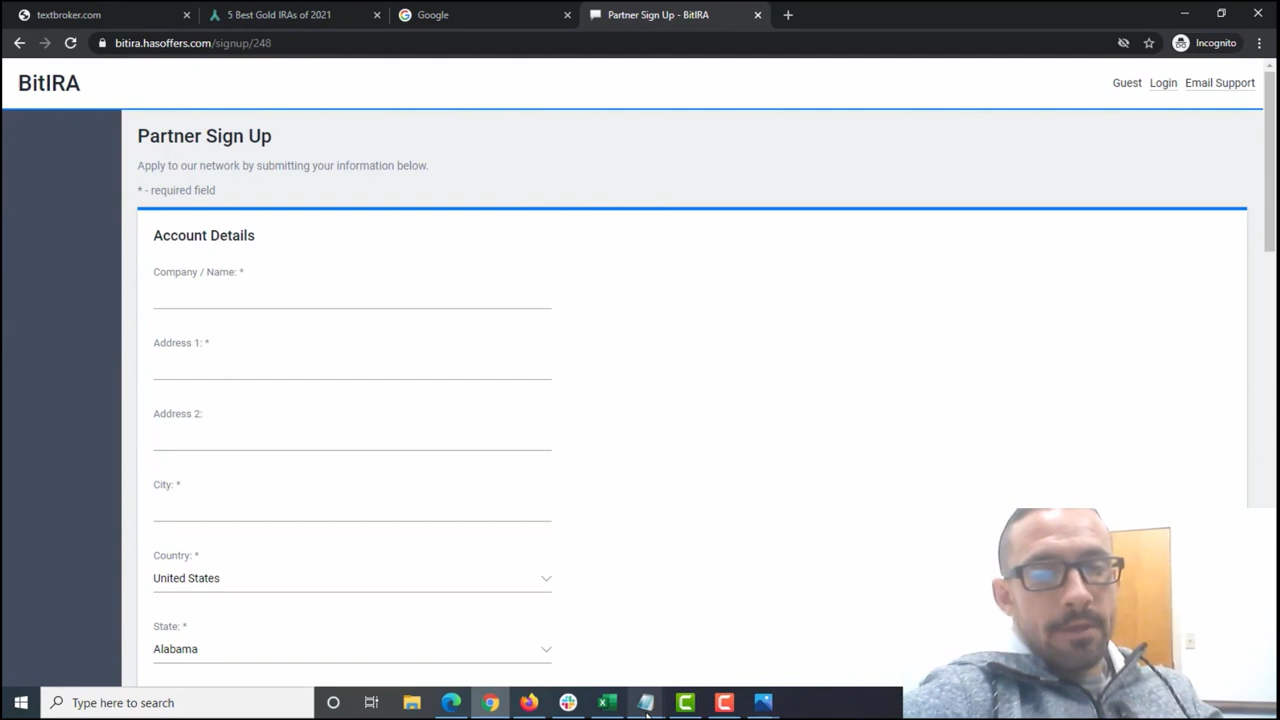 textbroker.com
5 Best Gold IRAs of 2021
Google
Partner Sign Up - BitIRA
bitira.hasoffers.com/signup/248
Incognito
BitIRA
Guest Login Email Support
Partner Sign Up
Apply to our network by submitting your information below.
* - required field
Account Details
Company / Name: *
Address 1: *
Address 2:
City: *
Country: *
United States
State: *
Alabama
Type here to search